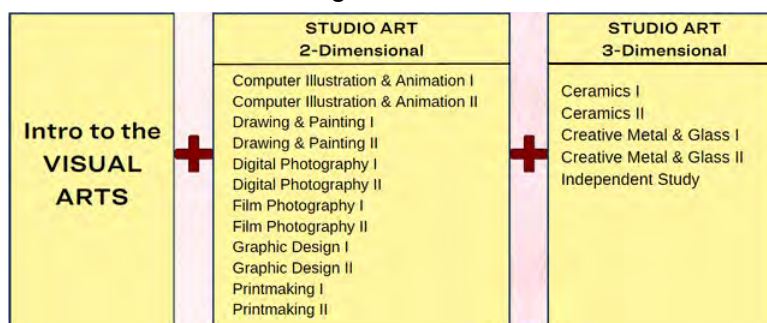 Intro to the
VISUAL
ARTS
STUDIO ART
2-Dimensional
Computer Illustration & Animation I
Computer Illustration & Animation II
Drawing & Painting I
Drawing & Painting II
Digital Photography I
Digital Photography II
Film Photography I
Film Photography II
Graphic Design I
Graphic Design II
Printmaking I
Printmaking II
STUDIO ART
3-Dimensional
Ceramics I
Ceramics II
Creative Metal & Glass I
Creative Metal & Glass II
Independent Study